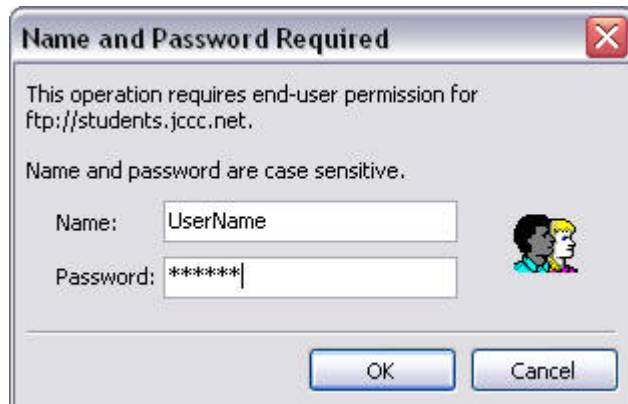 Name and Password Required
This operation requires end-user permission for
ftp://students.jccc.net.
Name and password are case sensitive.
Name: UserName
Password: ******
OK Cancel